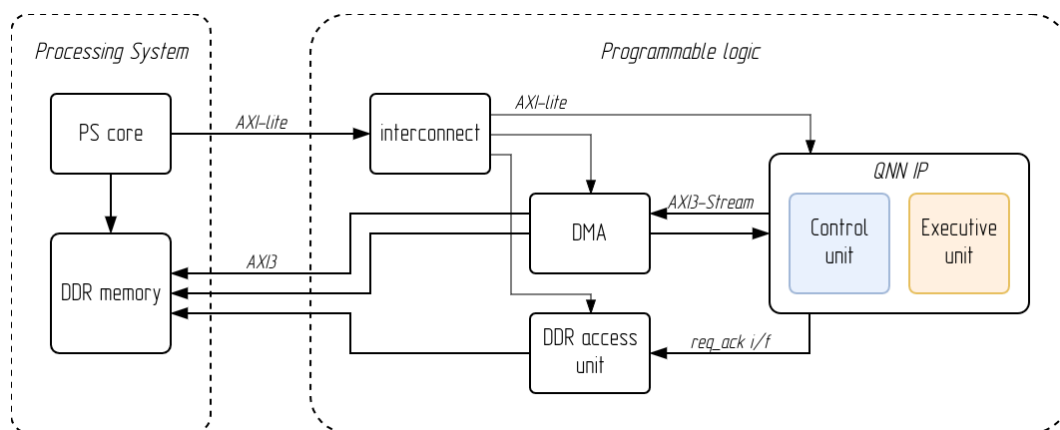 Processing System
Programmable logic
PS core
AXI-lite
interconnect
AXI-lite
QNN IP
Control
unit
Executive
unit
AXI3-Stream
DMA
AXI3
DDR memory
DDR access
unit
req_ack i/f